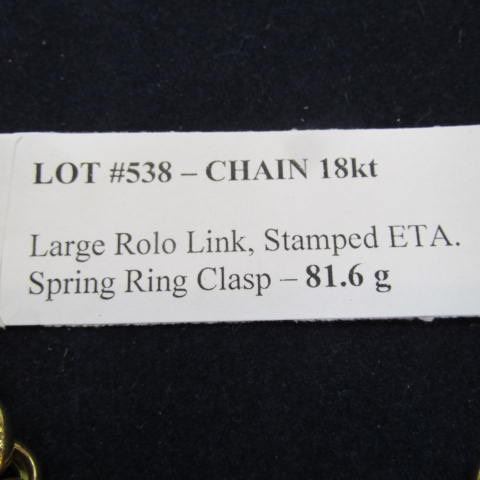 LOT #538 – CHAIN 18kt
Large Rolo Link, Stamped ETA.
Spring Ring Clasp – 81.6 g